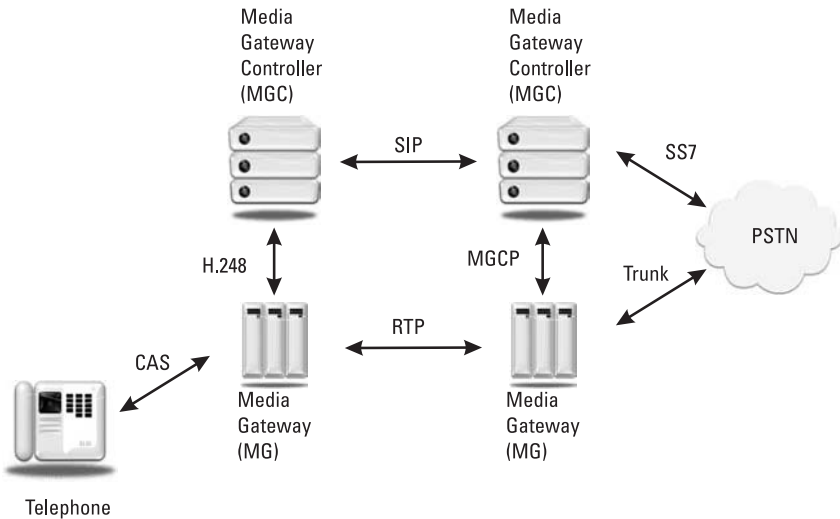 Media
Gateway
Controller
(MGC)
Media
Gateway
Controller
(MGC)
SIP
SS7
PSTN
H.248
MGCP
Trunk
RTP
CAS
Media
Gateway
(MG)
Media
Gateway
(MG)
Telephone